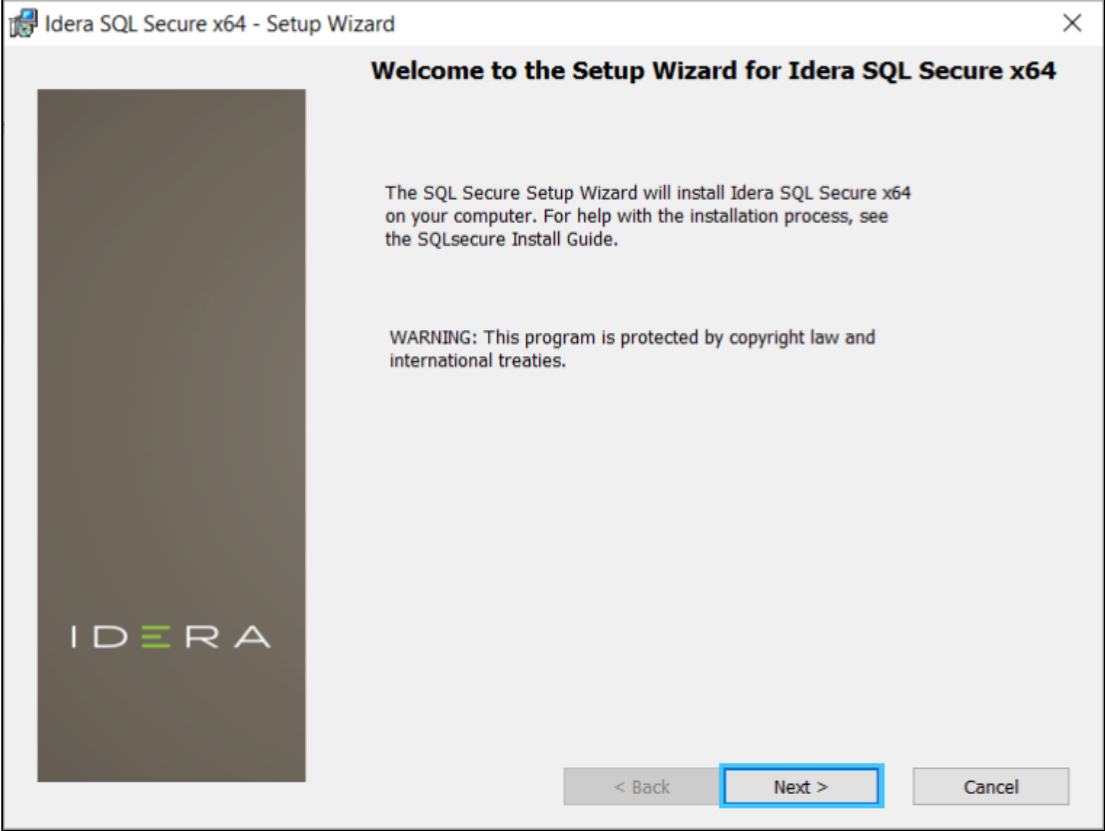 Idera SQL Secure x64 - Setup Wizard
Welcome to the Setup Wizard for Idera SQL Secure x64
The SQL Secure Setup Wizard will install Idera SQL Secure x64
on your computer. For help with the installation process, see
the SQLsecure Install Guide.
WARNING: This program is protected by copyright law and
international treaties.
IDERA
< Back
Next >
Cancel